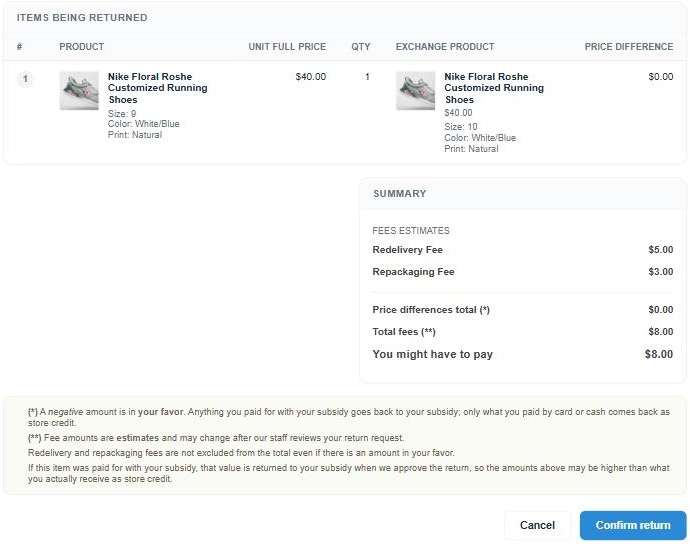 ITEMS BEING RETURNED
# PRODUCT UNIT FULL PRICE QTY EXCHANGE PRODUCT PRICE DIFFERENCE
1 Nike Floral Roshe $40.00 1 Nike Floral Roshe $0.00
Customized Running Customized Running
Shoes Shoes
Size: 9 $40.00
Color: White/Blue Size: 10
Print: Natural Color: White/Blue
Print: Natural
SUMMARY
FEES ESTIMATES
Redelivery Fee $5.00
Repackaging Fee $3.00
Price differences total (*) $0.00
Total fees (**) $8.00
You might have to pay $8.00
(*) A negative amount is in your favor. Anything you paid for with your subsidy goes back to your subsidy; only what you paid by card or cash comes back as
store credit.
(**) Fee amounts are estimates and may change after our staff reviews your return request.
Redelivery and repackaging fees are not excluded from the total even if there is an amount in your favor.
If this item was paid for with your subsidy, that value is returned to your subsidy when we approve the return, so the amounts above may be higher than what
you actually receive as store credit.
Cancel Confirm return